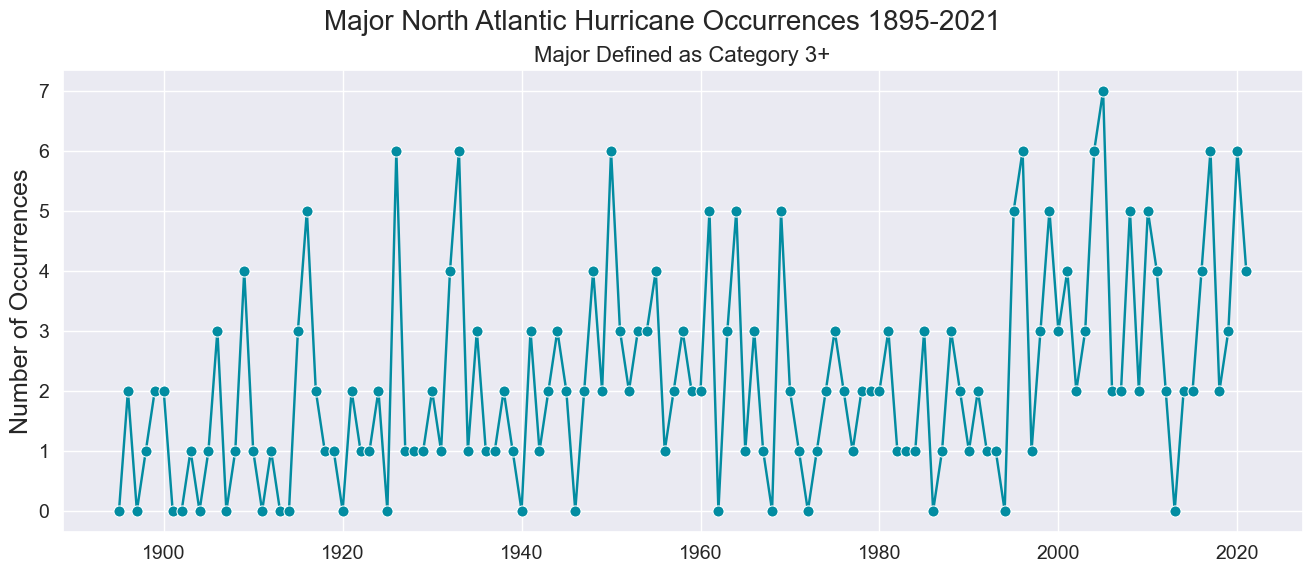 Major North Atlantic Hurricane Occurrences 1895-2021
Major Defined as Category 3+
Number of Occurrences
7
6
5
4
3
2
1
0
1900 1920 1940 1960 1980 2000 2020